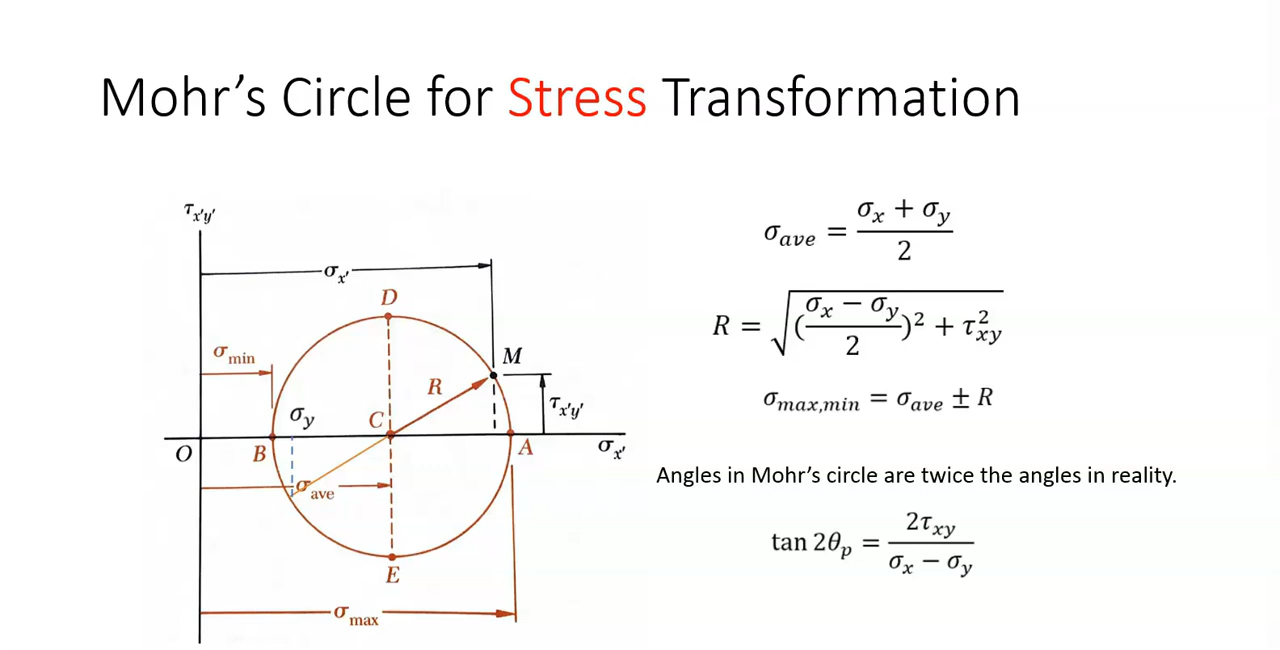 Mohr’s Circle for Stress Transformation
τx′y′
σx′
D
σmin
M
R
τx′y′
σy
C
O
B
A
σx′
σave
E
σmax
σave = (σx + σy)/2
R = √((σx − σy)/2)² + τ²xy
σmax,min = σave ± R
Angles in Mohr’s circle are twice the angles in reality.
tan 2θp = 2τxy/(σx − σy)